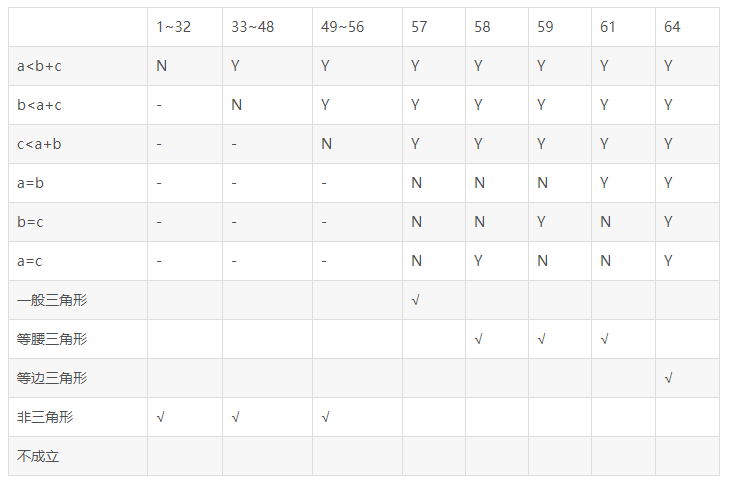 1~32 33~48 49~56 57 58 59 61 64
a<b+c N Y Y Y Y Y Y Y
b<a+c - N Y Y Y Y Y Y
c<a+b - - N Y Y Y Y Y
a=b - - - N N N Y Y
b=c - - - N N Y N Y
a=c - - - N Y N N Y
一般三角形 √
等腰三角形 √ √ √
等边三角形 √
非三角形 √ √ √
不成立